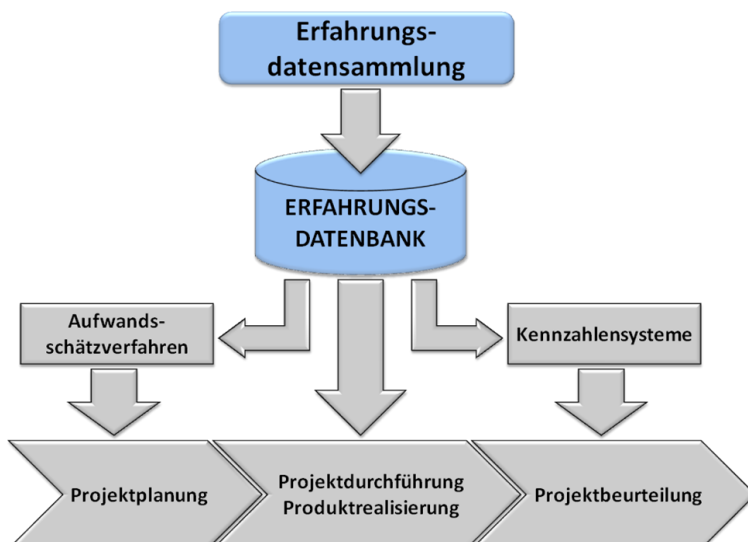 Erfahrungs-
datensammlung
ERFAHRUNGS-
DATENBANK
Aufwands-
schätzverfahren
Kennzahlensysteme
Projektplanung
Projektdurchführung
Produktrealisierung
Projektbeurteilung